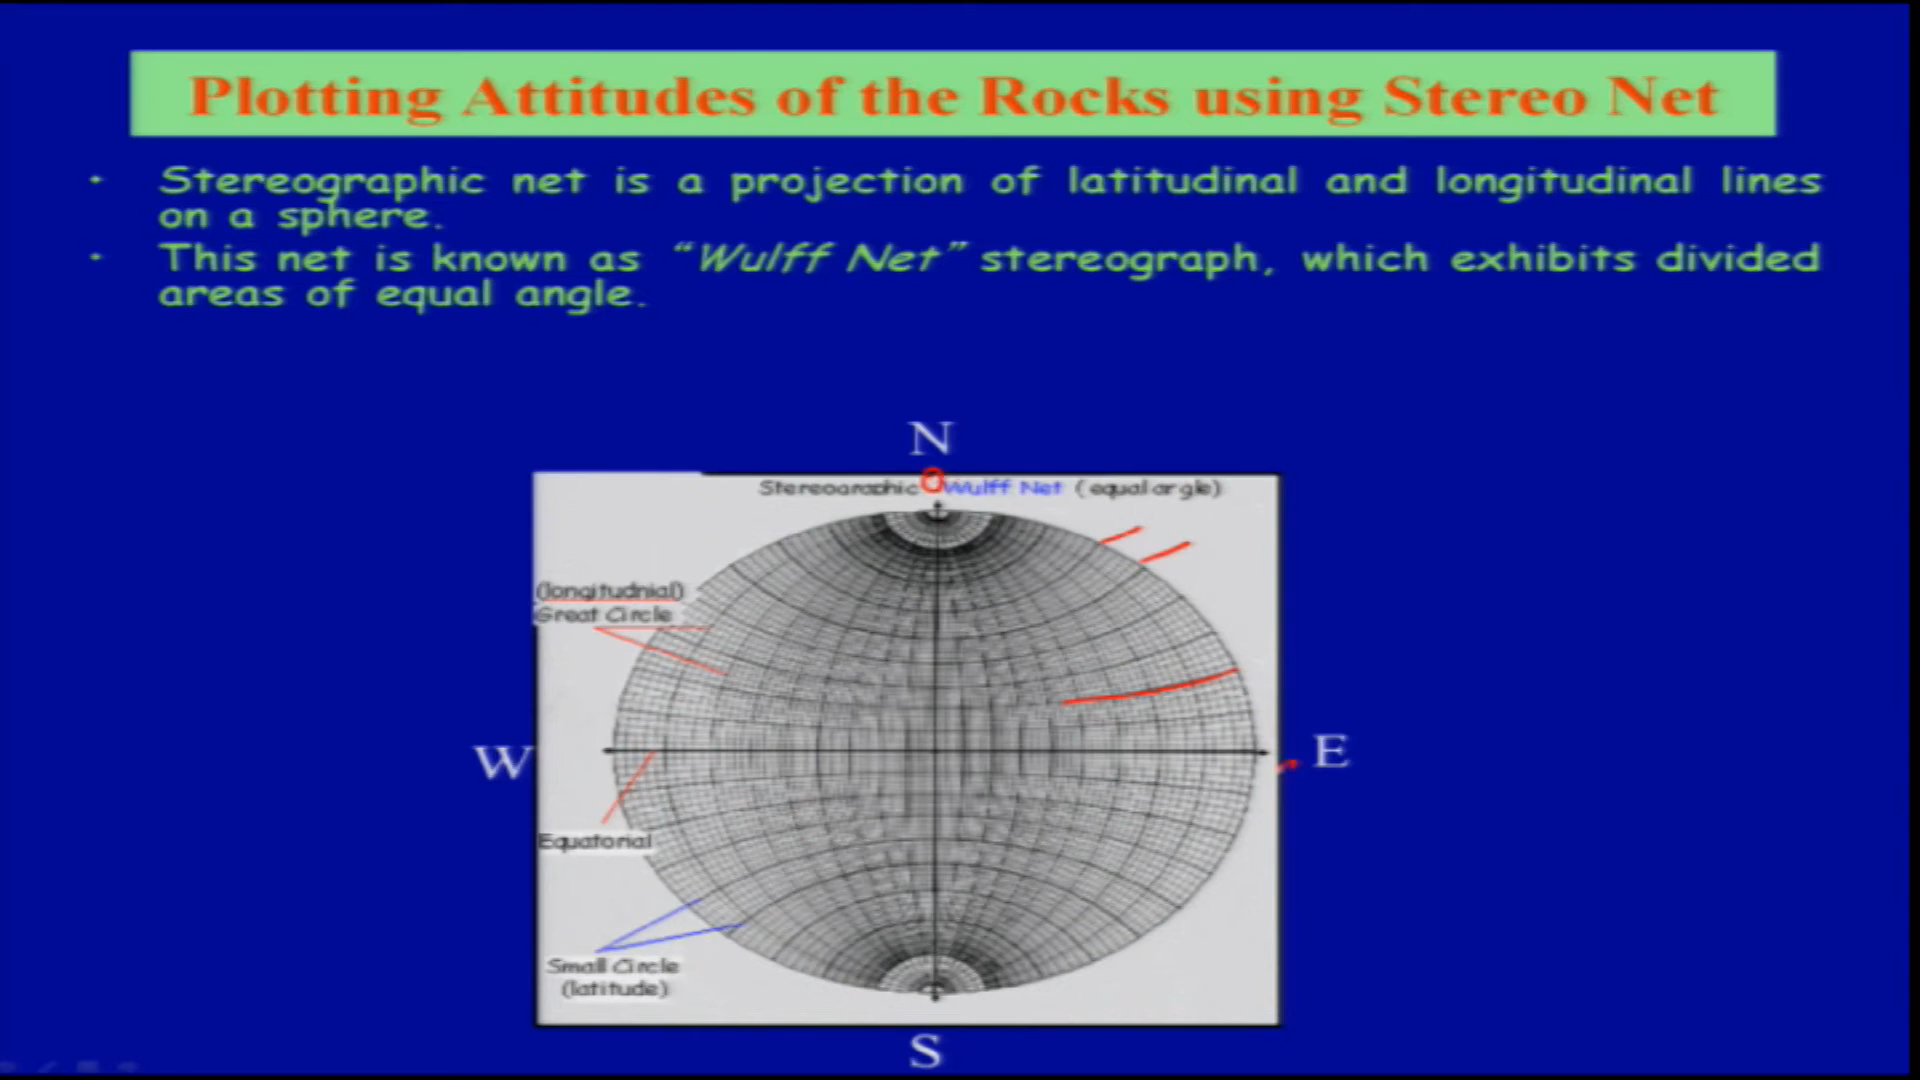 Plotting Attitudes of the Rocks using Stereo Net
• Stereographic net is a projection of latitudinal and longitudinal lines
on a sphere.
• This net is known as “Wulff Net” stereograph, which exhibits divided
areas of equal angle.
N
Stereographic Wulff Net (equal angle)
(longitudnial)
Great Circle
W
E
Equatorial
Small Circle
(latitude)
S